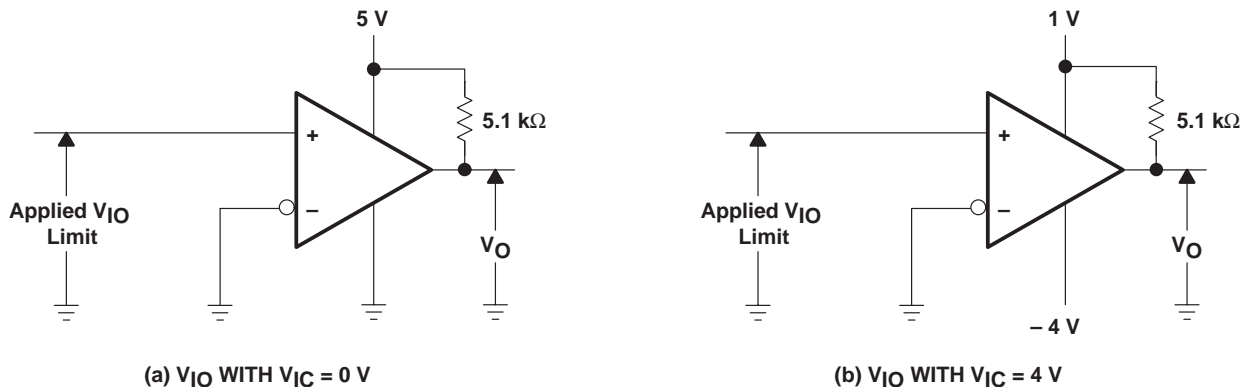 5 V
5.1 kΩ
+
−
Applied VIO
Limit
VO
(a) VIO WITH VIC = 0 V
1 V
5.1 kΩ
+
−
Applied VIO
Limit
VO
− 4 V
(b) VIO WITH VIC = 4 V